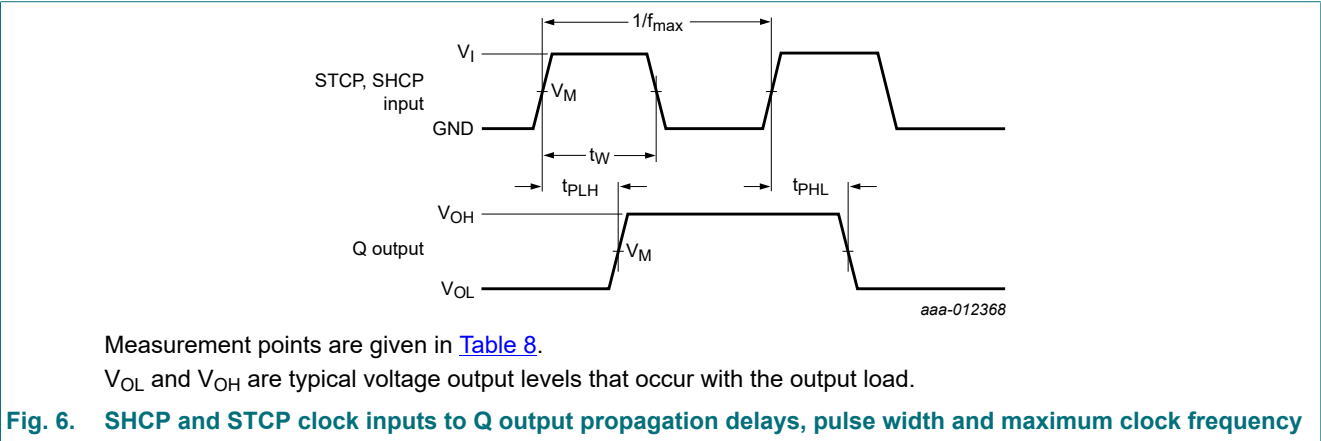 1/fmax
VI
STCP, SHCP
input
VM
GND
tW
tPLH
tPHL
VOH
Q output
VM
VOL
aaa-012368
Measurement points are given in Table 8.
VOL and VOH are typical voltage output levels that occur with the output load.
Fig. 6. SHCP and STCP clock inputs to Q output propagation delays, pulse width and maximum clock frequency